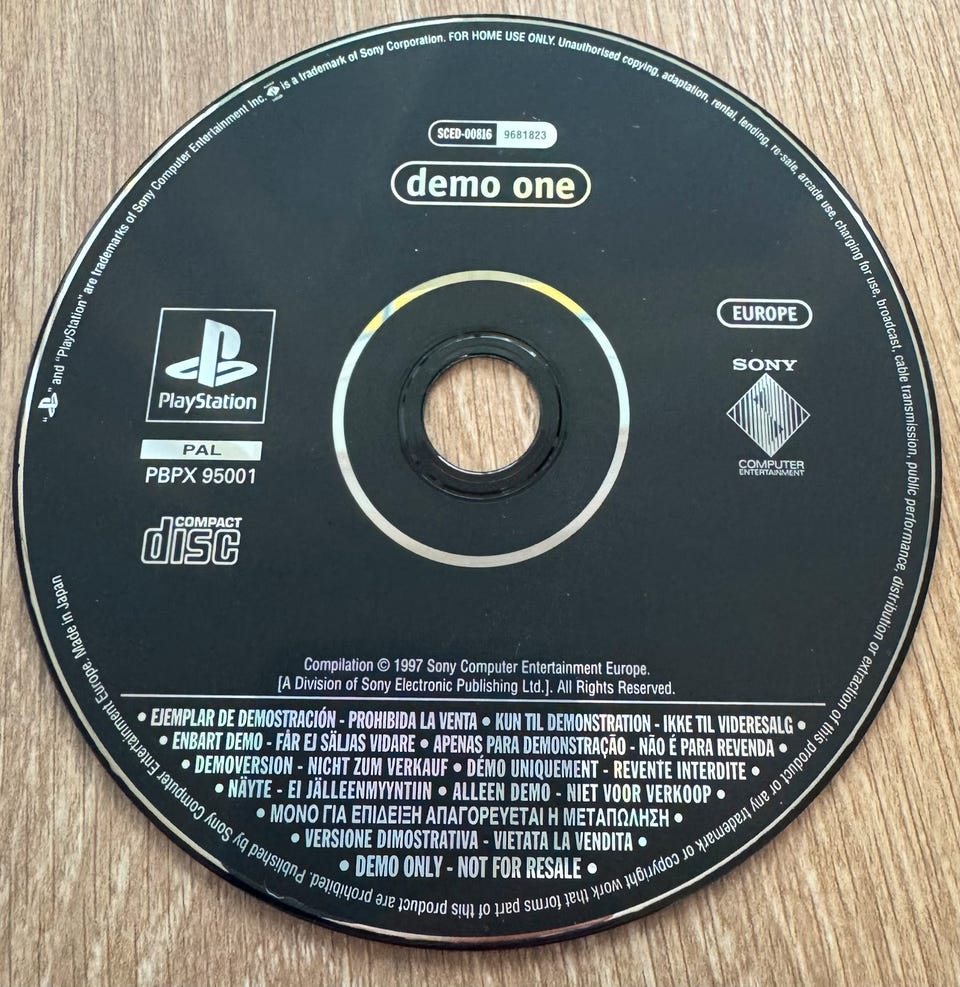 SCED-00816 9681823
demo one
PlayStation
PAL
PBPX 95001
COMPACT
disc
EUROPE
SONY
COMPUTER
ENTERTAINMENT
Compilation © 1997 Sony Computer Entertainment Europe.
[A Division of Sony Electronic Publishing Ltd.]. All Rights Reserved.
• EJEMPLAR DE DEMOSTRACIÓN - PROHIBIDA LA VENTA • KUN TIL DEMONSTRATION - IKKE TIL VIDERESALG •
• ENBART DEMO - FÅR EJ SÄLJAS VIDARE • APENAS PARA DEMONSTRAÇÃO - NÃO É PARA REVENDA •
• DEMOVERSION - NICHT ZUM VERKAUF • DÉMO UNIQUEMENT - REVENTE INTERDITE •
• NÄYTE - EI JÄLLEENMYYNTIIN • ALLEEN DEMO - NIET VOOR VERKOOP •
• ΜΟΝΟ ΓΙΑ ΕΠΙΔΕΙΞΗ ΑΠΑΓΟΡΕΥΕΤΑΙ Η ΜΕΤΑΠΩΛΗΣΗ •
• VERSIONE DIMOSTRATIVA - VIETATA LA VENDITA •
• DEMO ONLY - NOT FOR RESALE •
" " and "PlayStation" are trademarks of Sony Computer Entertainment Inc. is a trademark of Sony Corporation. FOR HOME USE ONLY. Unauthorised copying, adaptation, rental, lending, re-sale, arcade use, charging for use, broadcast, cable transmission, public performance, distribution or extraction of this product or any trademark or copyright work that forms part of this product are prohibited. Published by Sony Computer Entertainment Europe. Made in Japan